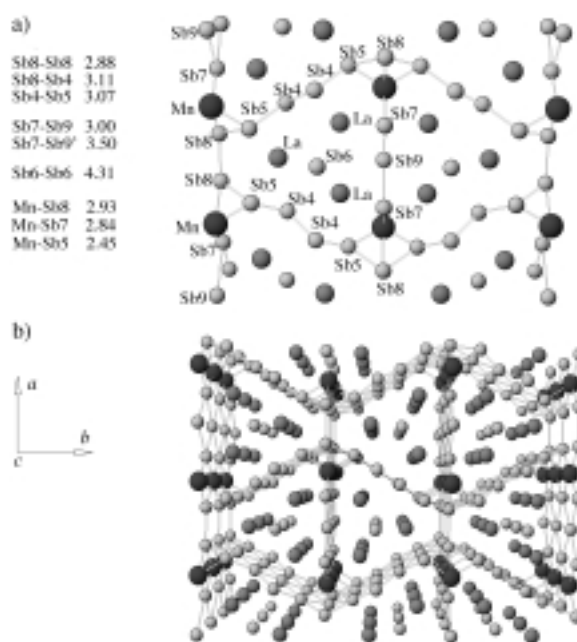 a)
Sb8-Sb8 2.88
Sb8-Sb4 3.11
Sb4-Sb5 3.07
Sb7-Sb9 3.00
Sb7-Sb9' 3.50
Sb6-Sb6 4.31
Mn-Sb8 2.93
Mn-Sb7 2.84
Mn-Sb5 2.45
Sb9
Sb8
Sb5
Sb7
Sb4
Sb4
Mn
Sb5
La
Sb7
Sb8
La
Sb6
Sb9
Sb8
Sb5
La
Sb4
Mn
Sb4
Sb7
Sb7
Sb5
Sb9
Sb8
b)
a
b
c